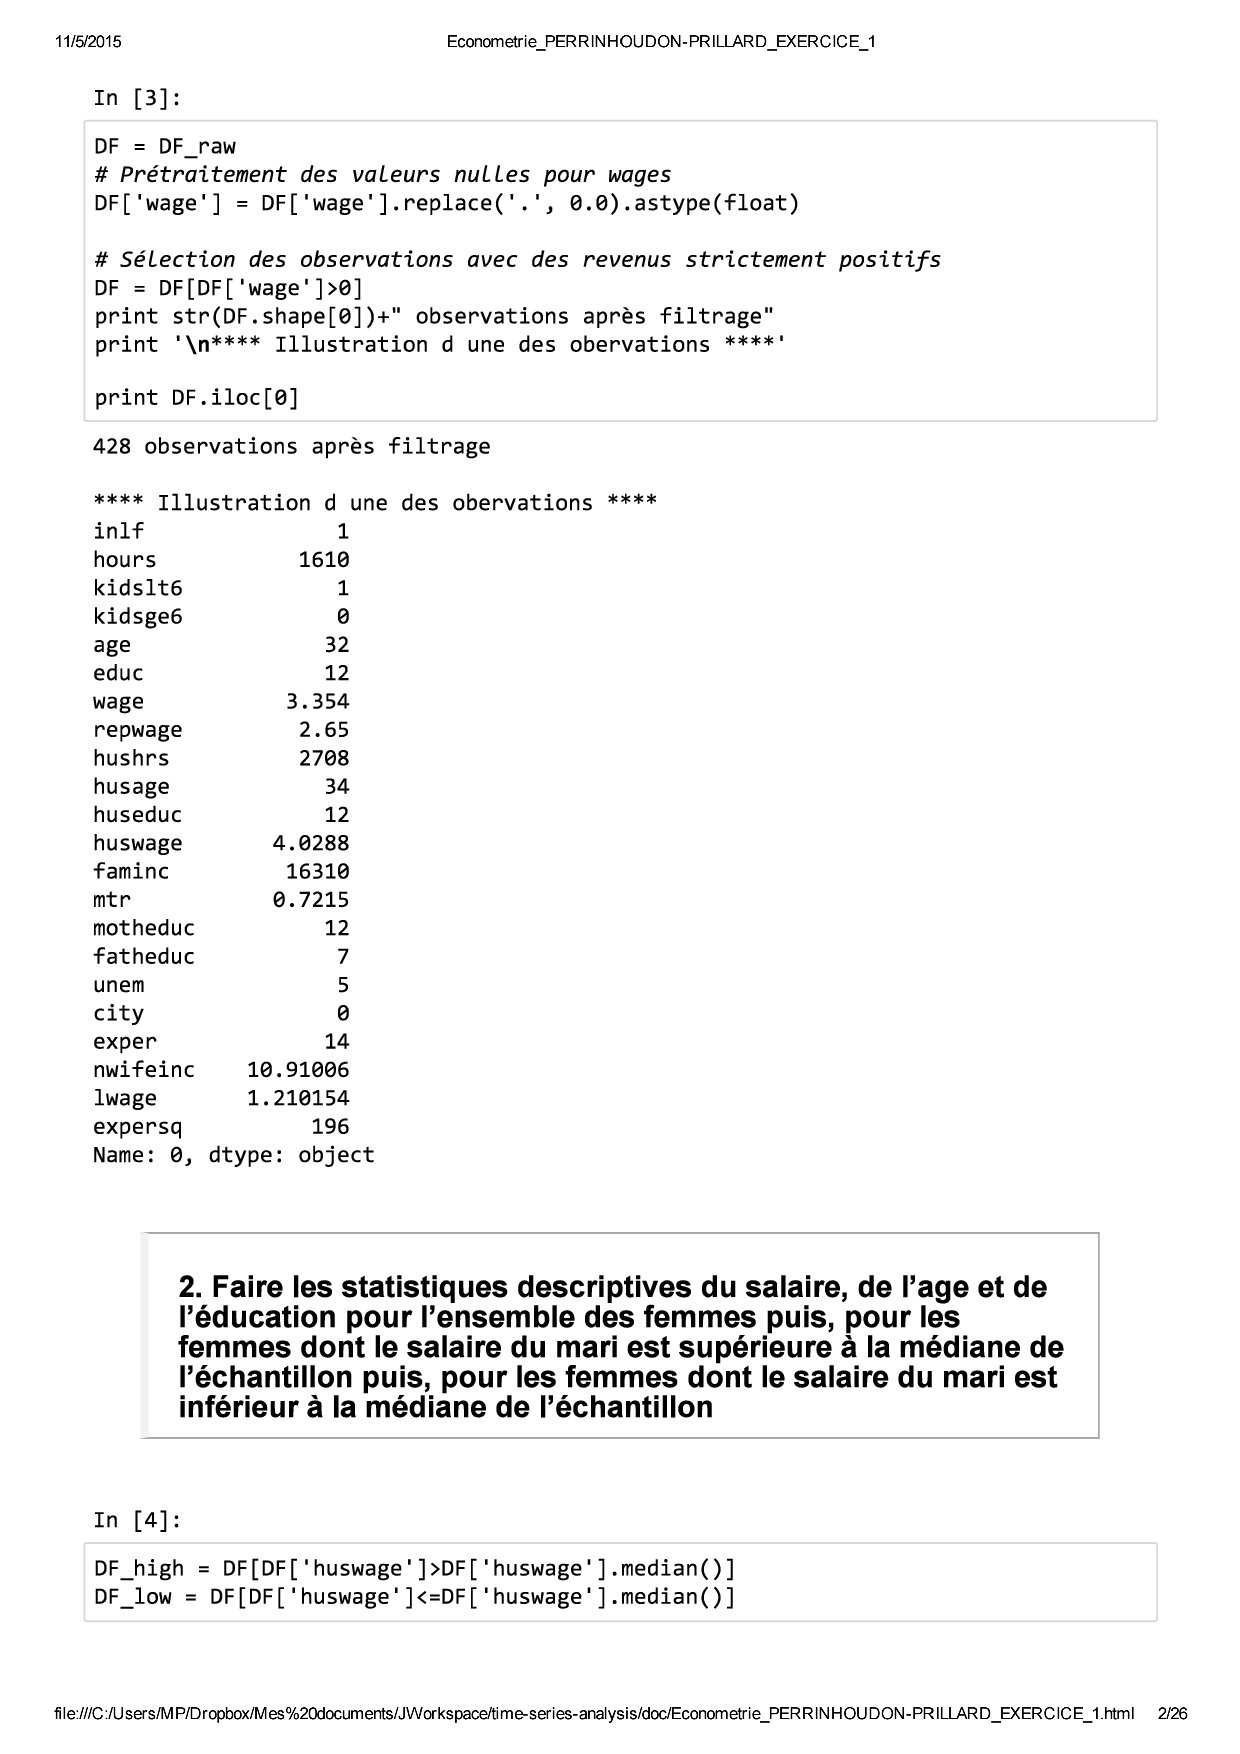 11/5/2015 Econometrie_PERRINHOUDON-PRILLARD_EXERCICE_1
In [3]:
DF = DF_raw
# Prétraitement des valeurs nulles pour wages
DF['wage'] = DF['wage'].replace('.', 0.0).astype(float)
# Sélection des observations avec des revenus strictement positifs
DF = DF[DF['wage']>0]
print str(DF.shape[0])+" observations après filtrage"
print '\n**** Illustration d une des obervations ****'
print DF.iloc[0]
428 observations après filtrage
**** Illustration d une des obervations ****
inlf 1
hours 1610
kidslt6 1
kidsge6 0
age 32
educ 12
wage 3.354
repwage 2.65
hushrs 2708
husage 34
huseduc 12
huswage 4.0288
faminc 16310
mtr 0.7215
motheduc 12
fatheduc 7
unem 5
city 0
exper 14
nwifeinc 10.91006
lwage 1.210154
expersq 196
Name: 0, dtype: object
2. Faire les statistiques descriptives du salaire, de l’age et de
l’éducation pour l’ensemble des femmes puis, pour les
femmes dont le salaire du mari est supérieure à la médiane de
l’échantillon puis, pour les femmes dont le salaire du mari est
inférieur à la médiane de l’échantillon
In [4]:
DF_high = DF[DF['huswage']>DF['huswage'].median()]
DF_low = DF[DF['huswage']<=DF['huswage'].median()]
file:///C:/Users/MP/Dropbox/Mes%20documents/JWorkspace/time-series-analysis/doc/Econometrie_PERRINHOUDON-PRILLARD_EXERCICE_1.html 2/26